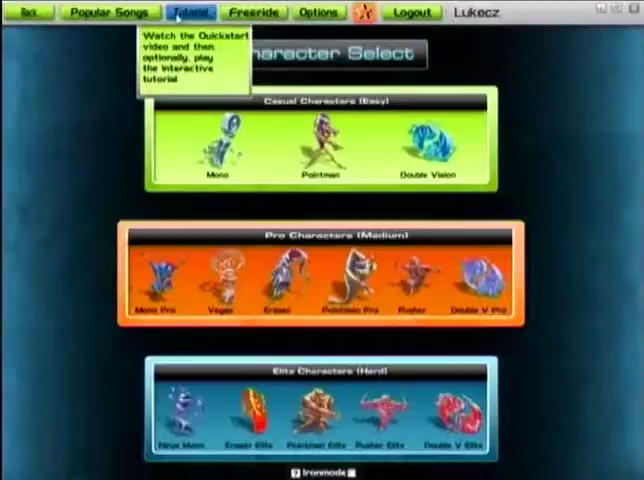 Back Popular Songs Tutorial Freeride Options Logout Lukecz
Watch the Quickstart
video and then
optionally, play
the interactive
tutorial
haracter Select
Casual Characters (Easy)
Mono Pointman Double Vision
Pro Characters (Medium)
Mono Pro Vegas Eraser Pointman Pro Pusher Double V Pro
Elite Characters (Hard)
Ninja Mono Eraser Elite Pointman Elite Pusher Elite Double V Elite
? Ironmode